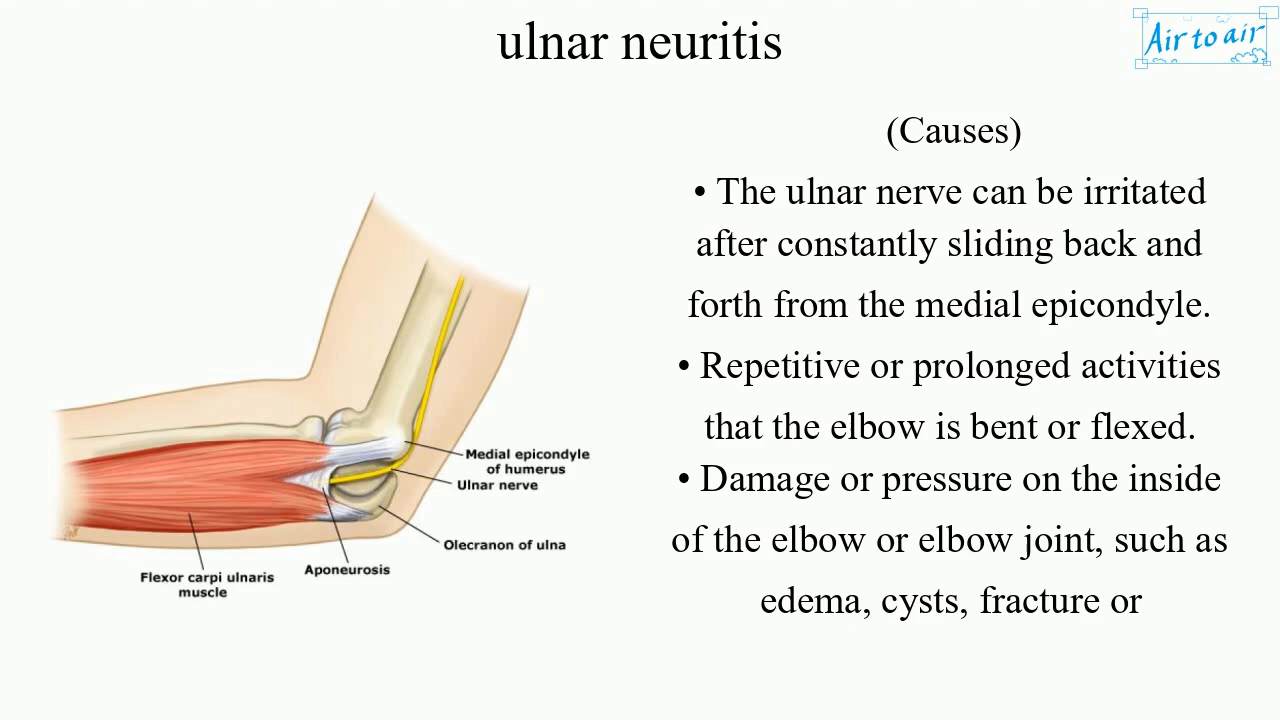 ulnar neuritis
Air to air
(Causes)
• The ulnar nerve can be irritated
after constantly sliding back and
forth from the medial epicondyle.
• Repetitive or prolonged activities
that the elbow is bent or flexed.
• Damage or pressure on the inside
of the elbow or elbow joint, such as
edema, cysts, fracture or
Medial epicondyle
of humerus
Ulnar nerve
Olecranon of ulna
Aponeurosis
Flexor carpi ulnaris
muscle